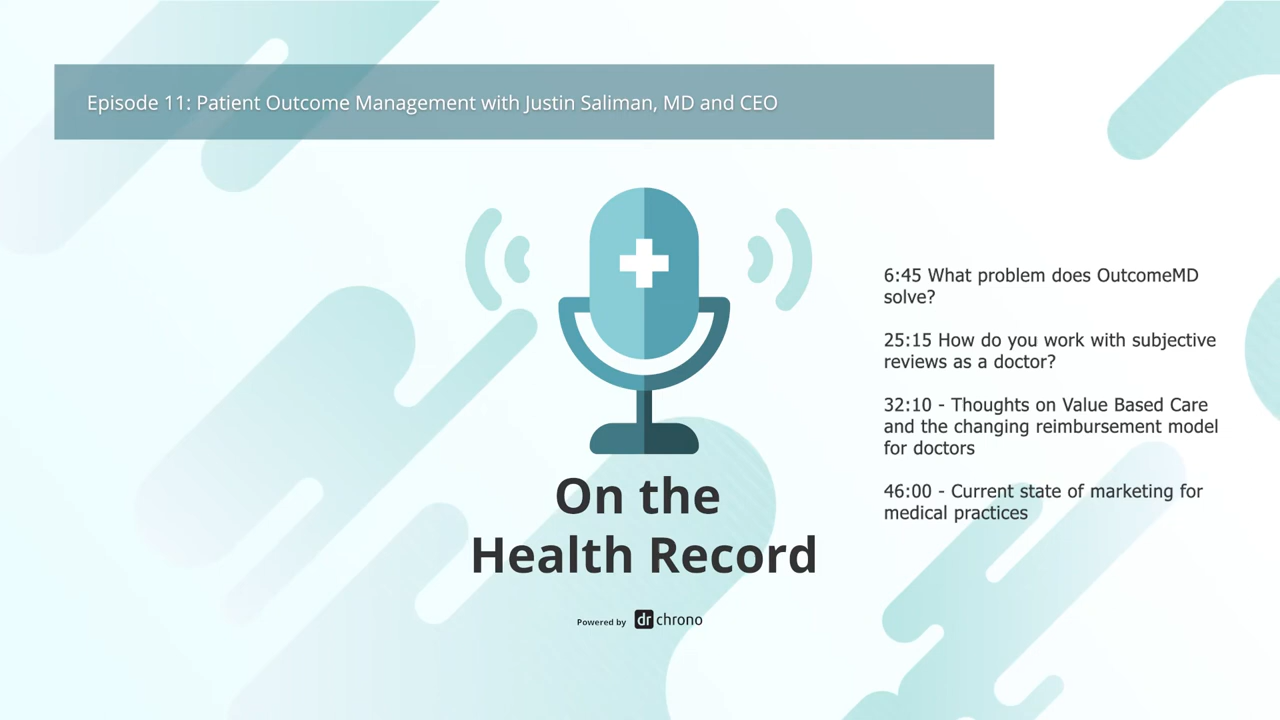 Episode 11: Patient Outcome Management with Justin Saliman, MD and CEO
6:45 What problem does OutcomeMD
solve?
25:15 How do you work with subjective
reviews as a doctor?
32:10 - Thoughts on Value Based Care
and the changing reimbursement model
for doctors
46:00 - Current state of marketing for
medical practices
On the
Health Record
Powered by dr chrono